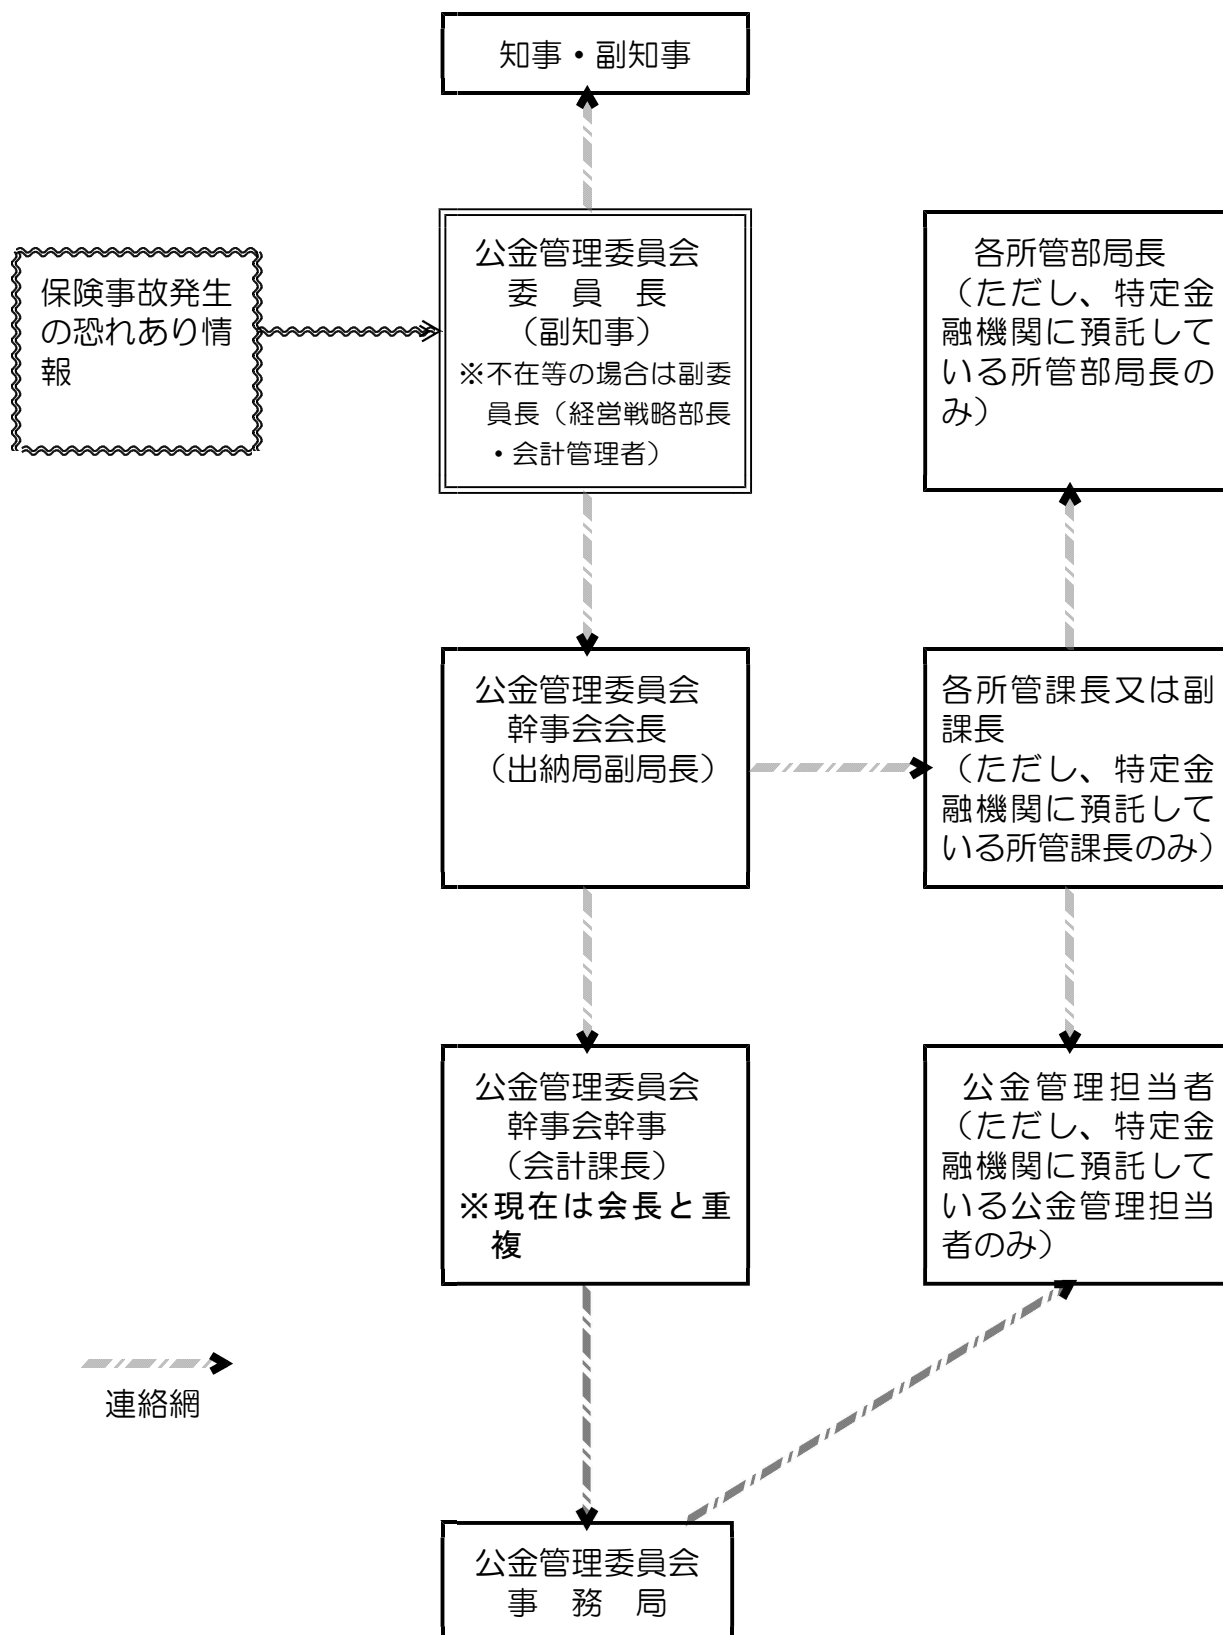 知事・副知事
保険事故発生
の恐れあり情
報
公金管理委員会
委　員　長
（副知事）
※不在等の場合は副委
員長（経営戦略部長
・会計管理者）
各所管部局長
（ただし、特定金
融機関に預託して
いる所管部局長の
み）
公金管理委員会
幹事会会長
（出納局副局長）
各所管課長又は副
課長
（ただし、特定金
融機関に預託して
いる所管課長のみ）
公金管理委員会
幹事会幹事
（会計課長）
※現在は会長と重
複
公金管理担当者
（ただし、特定金
融機関に預託して
いる公金管理担当
者のみ）
連絡網
公金管理委員会
事　務　局